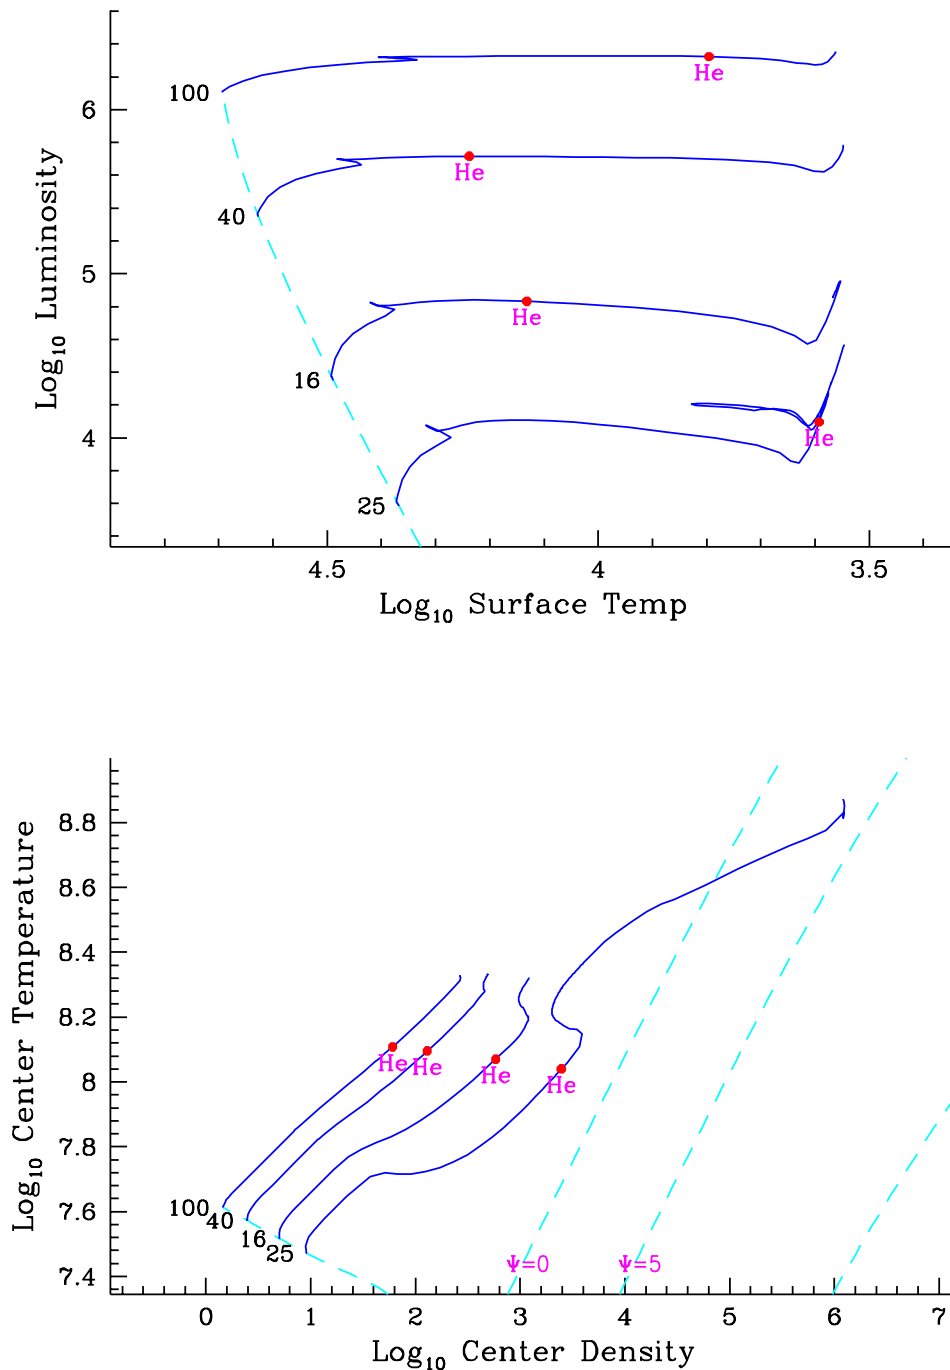 100
He
6
40
He
Log10 Luminosity
5
16
He
4
He
25
4.5 4 3.5
Log10 Surface Temp
8.8
8.6
8.4
8.2
He He He He
8
Log10 Center Temperature
7.8
7.6
100
40
16
25
7.4
Ψ=0 Ψ=5
0 1 2 3 4 5 6 7
Log10 Center Density